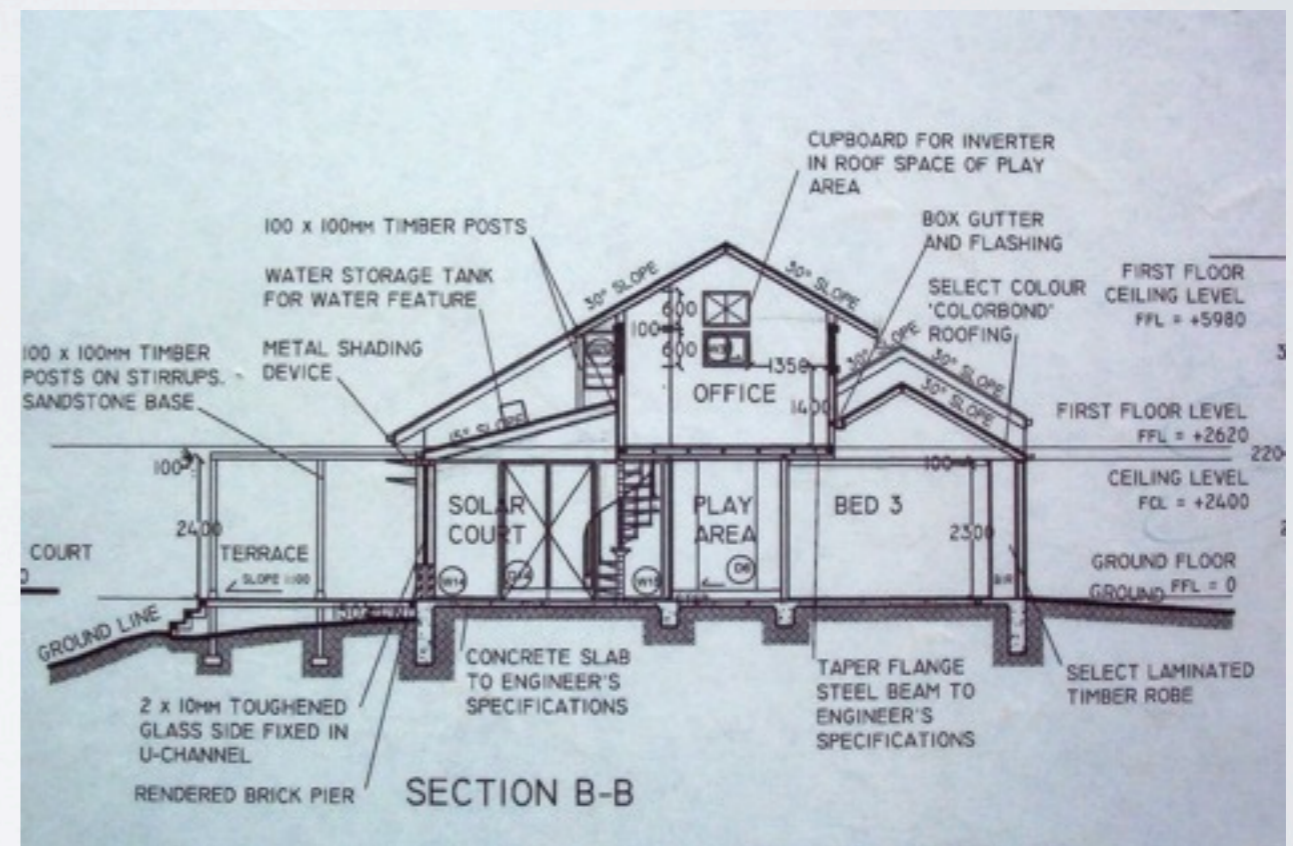 CUPBOARD FOR INVERTER
IN ROOF SPACE OF PLAY
AREA
100 X 100MM TIMBER POSTS
BOX GUTTER
AND FLASHING
WATER STORAGE TANK
FOR WATER FEATURE
30° SLOPE
30° SLOPE
FIRST FLOOR
CEILING LEVEL
FFL = +5980
SELECT COLOUR
'COLORBOND'
ROOFING
600
100
600
1350
OFFICE
1400
30° SLOPE
30° SLOPE
30° SLOPE
100 X 100MM TIMBER
POSTS ON STIRRUPS.
SANDSTONE BASE
METAL SHADING
DEVICE
15° SLOPE
FIRST FLOOR LEVEL
FFL = +2620
220
100
100
CEILING LEVEL
FCL = +2400
2400
SOLAR
COURT
PLAY
AREA
BED 3
2300
COURT
TERRACE
SLOPE 1:100
W14
W15
D6
BIR
GROUND FLOOR
FFL = 0
GROUND
GROUND LINE
CONCRETE SLAB
TO ENGINEER'S
SPECIFICATIONS
TAPER FLANGE
STEEL BEAM TO
ENGINEER'S
SPECIFICATIONS
SELECT LAMINATED
TIMBER ROBE
2 X 10MM TOUGHENED
GLASS SIDE FIXED IN
U-CHANNEL
RENDERED BRICK PIER
SECTION B-B